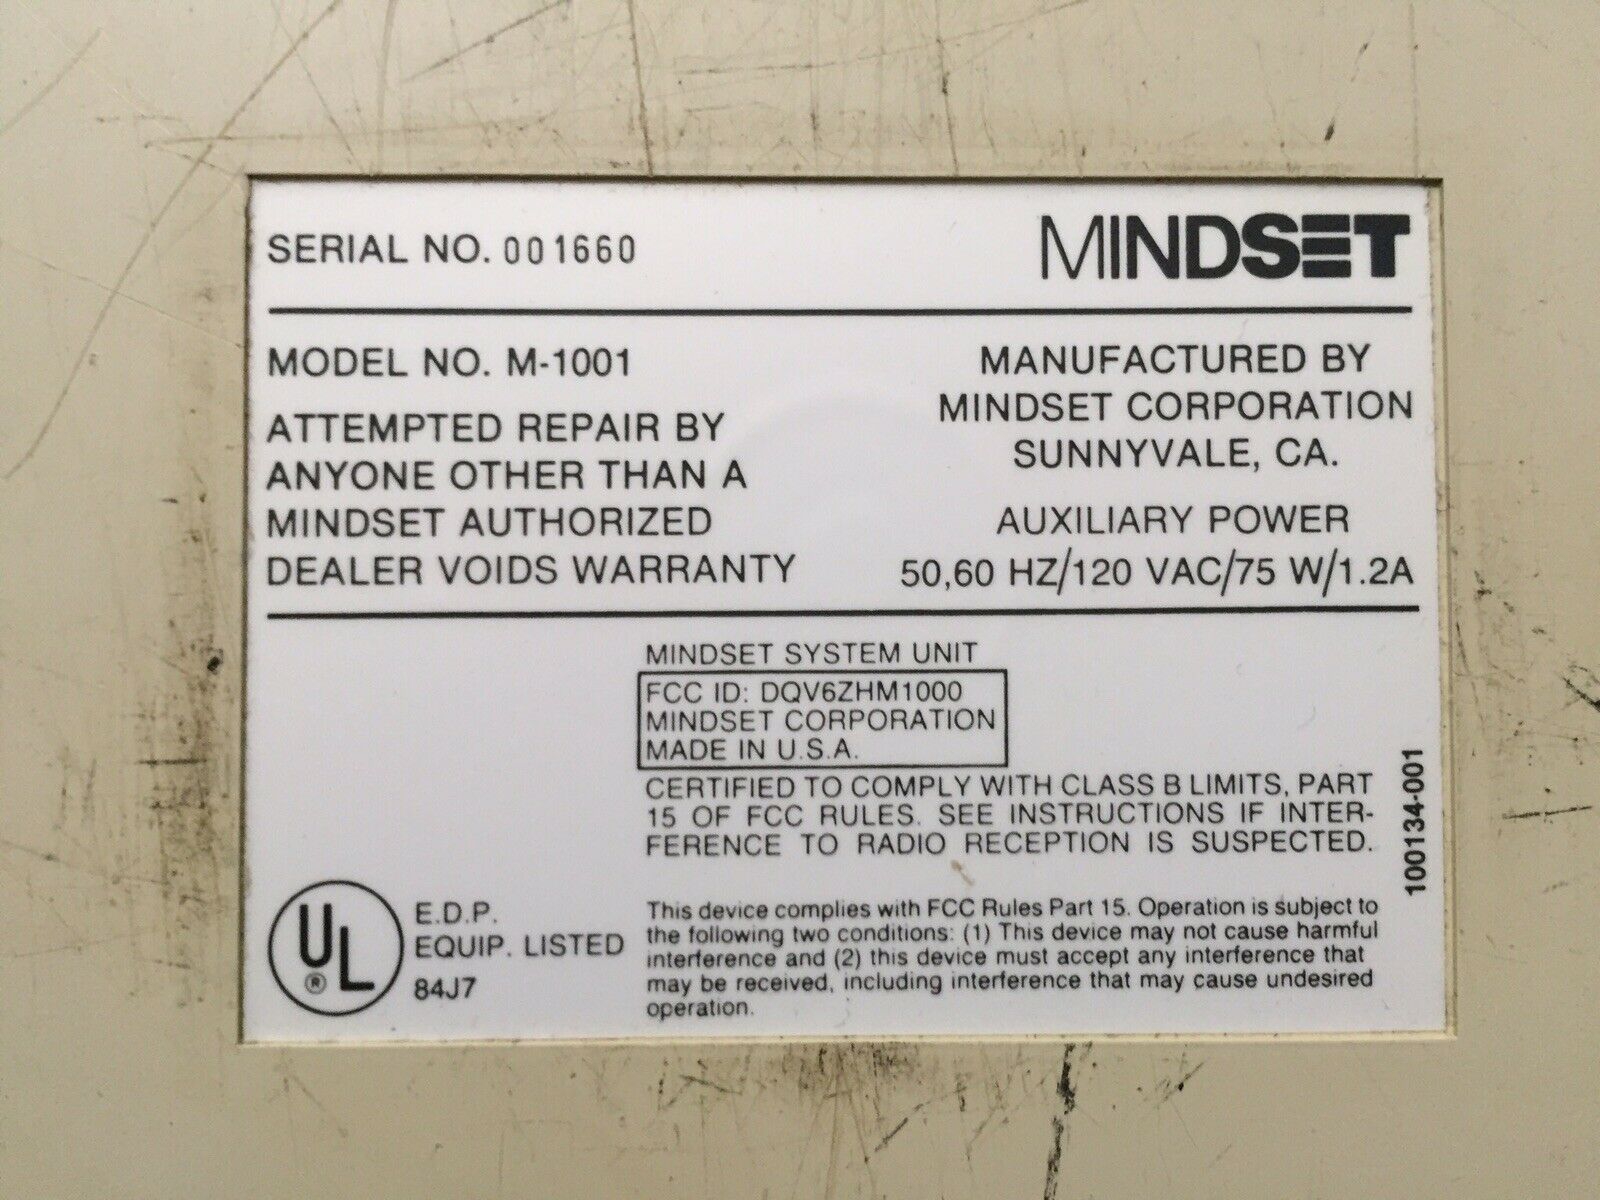 SERIAL NO. 001660
MINDSET
MODEL NO. M-1001
ATTEMPTED REPAIR BY
ANYONE OTHER THAN A
MINDSET AUTHORIZED
DEALER VOIDS WARRANTY
MANUFACTURED BY
MINDSET CORPORATION
SUNNYVALE, CA.
AUXILIARY POWER
50,60 HZ/120 VAC/75 W/1.2A
MINDSET SYSTEM UNIT
FCC ID: DQV6ZHM1000
MINDSET CORPORATION
MADE IN U.S.A.
CERTIFIED TO COMPLY WITH CLASS B LIMITS, PART
15 OF FCC RULES. SEE INSTRUCTIONS IF INTER-
FERENCE TO RADIO RECEPTION IS SUSPECTED.
100134-001
UL®
E.D.P.
EQUIP. LISTED
84J7
This device complies with FCC Rules Part 15. Operation is subject to
the following two conditions: (1) This device may not cause harmful
interference and (2) this device must accept any interference that
may be received, including interference that may cause undesired
operation.